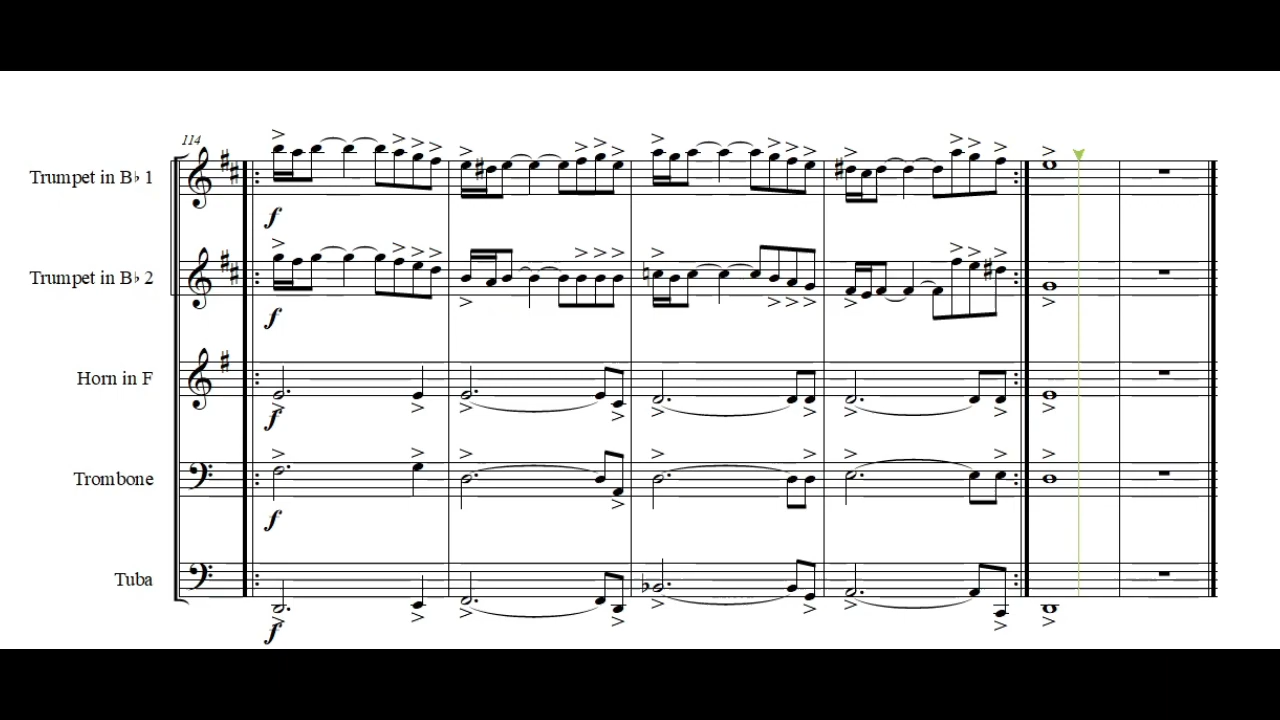 114
Trumpet in B♭ 1
f
Trumpet in B♭ 2
f
Horn in F
f
Trombone
f
Tuba
f